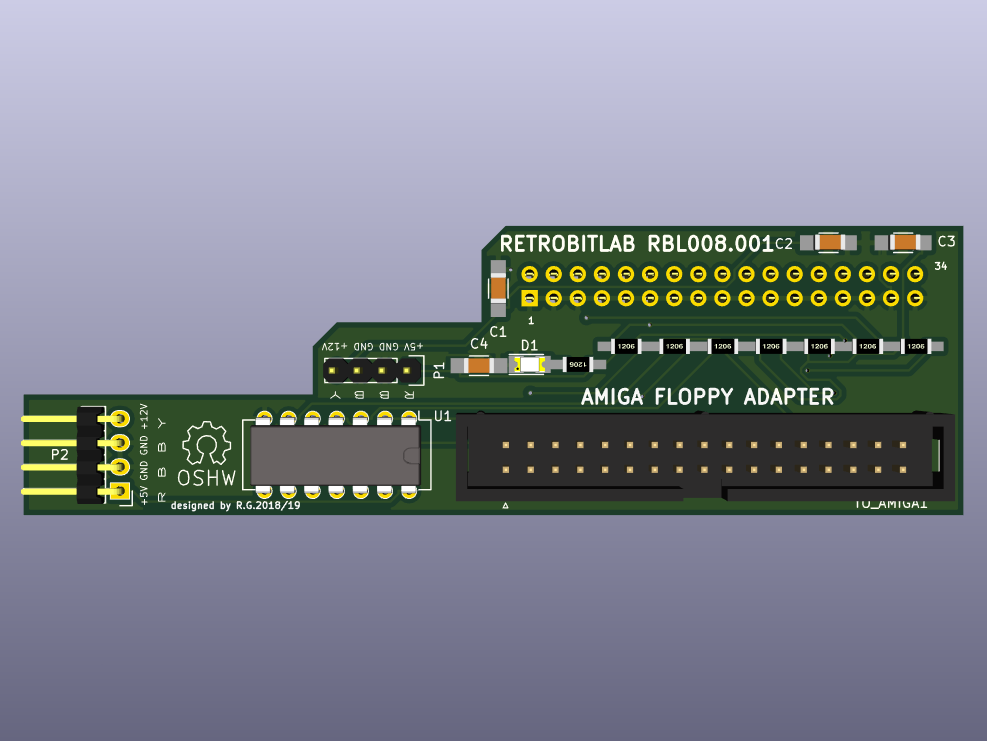 RETROBITLAB RBL008.001
C2
C3
34
1
C1
C4
D1
+12V GND GND +5V
P1
1206 1206 1206 1206 1206 1206 1206
1206
Y B B R
AMIGA FLOPPY ADAPTER
U1
P2
+5V GND GND +12V
R B B Y
OSHW
designed by R.G.2018/19
TO_AMIGA1